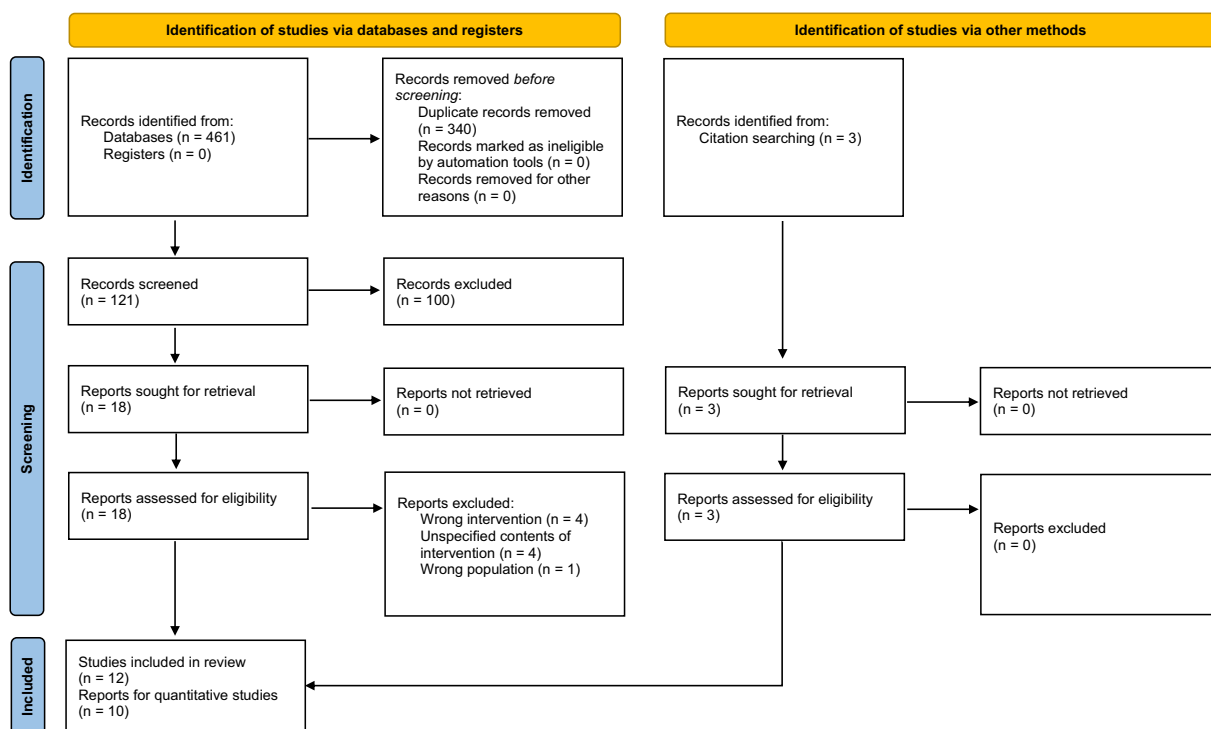 Identification of studies via databases and registers
Identification of studies via other methods
Identification
Records identified from:
Databases (n = 461)
Registers (n = 0)
Records removed before
screening:
Duplicate records removed
(n = 340)
Records marked as ineligible
by automation tools (n = 0)
Records removed for other
reasons (n = 0)
Records identified from:
Citation searching (n = 3)
Screening
Records screened
(n = 121)
Records excluded
(n = 100)
Reports sought for retrieval
(n = 18)
Reports not retrieved
(n = 0)
Reports sought for retrieval
(n = 3)
Reports not retrieved
(n = 0)
Reports assessed for eligibility
(n = 18)
Reports excluded:
Wrong intervention (n = 4)
Unspecified contents of
intervention (n = 4)
Wrong population (n = 1)
Reports assessed for eligibility
(n = 3)
Reports excluded
(n = 0)
Included
Studies included in review
(n = 12)
Reports for quantitative studies
(n = 10)